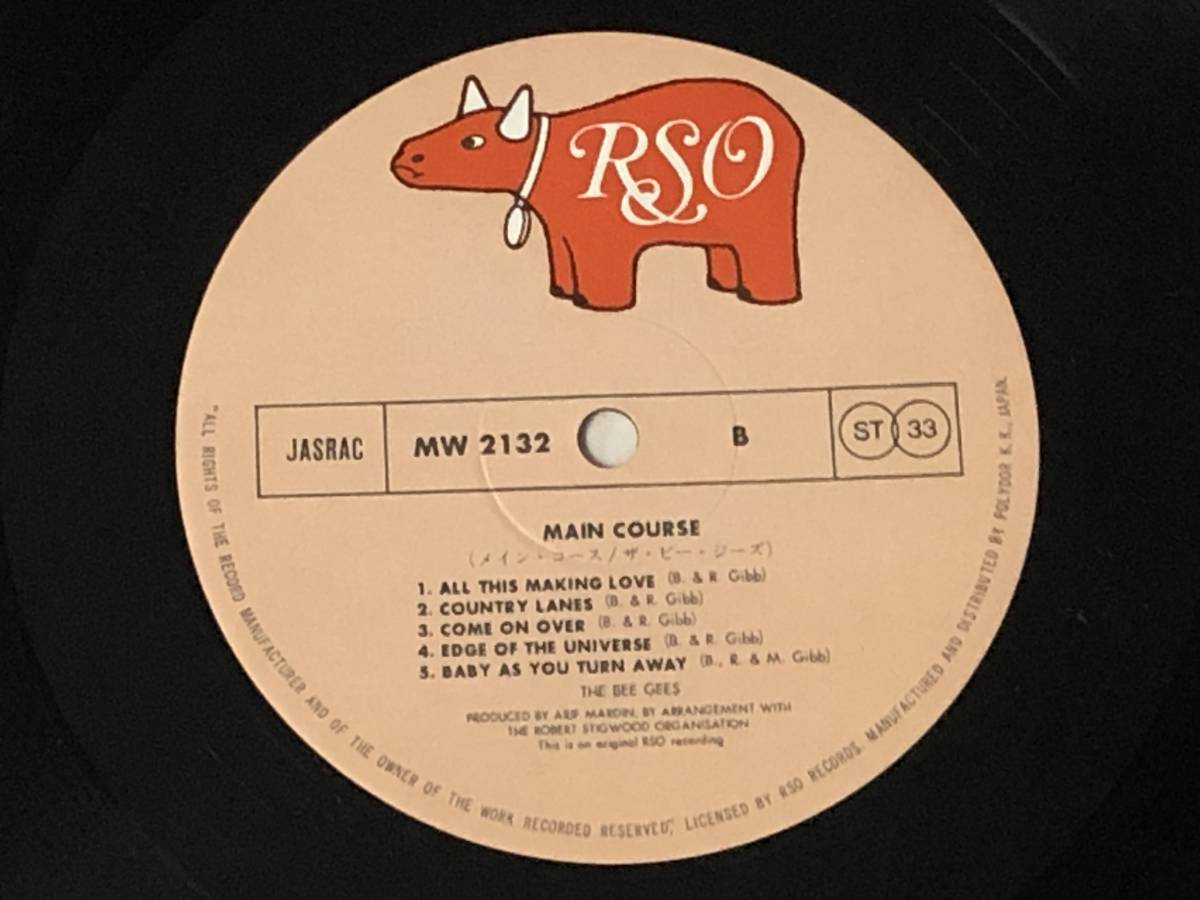 RSO
JASRAC MW 2132 B ST 33
MAIN COURSE
(メイン・コース/ザ・ビー・ジーズ)
1. ALL THIS MAKING LOVE (B. & R. Gibb)
2. COUNTRY LANES (B. & R. Gibb)
3. COME ON OVER (B. & R. Gibb)
4. EDGE OF THE UNIVERSE (B. & R. Gibb)
5. BABY AS YOU TURN AWAY (B., R. & M. Gibb)
THE BEE GEES
PRODUCED BY ARIF MARDIN, BY ARRANGEMENT WITH
THE ROBERT STIGWOOD ORGANISATION
This is an original RSO recording
"ALL RIGHTS OF THE RECORD MANUFACTURER AND OF THE OWNER OF THE WORK RECORDED RESERVED", LICENSED BY RSO RECORDS. MANUFACTURED AND DISTRIBUTED BY POLYDOR K. K., JAPAN.